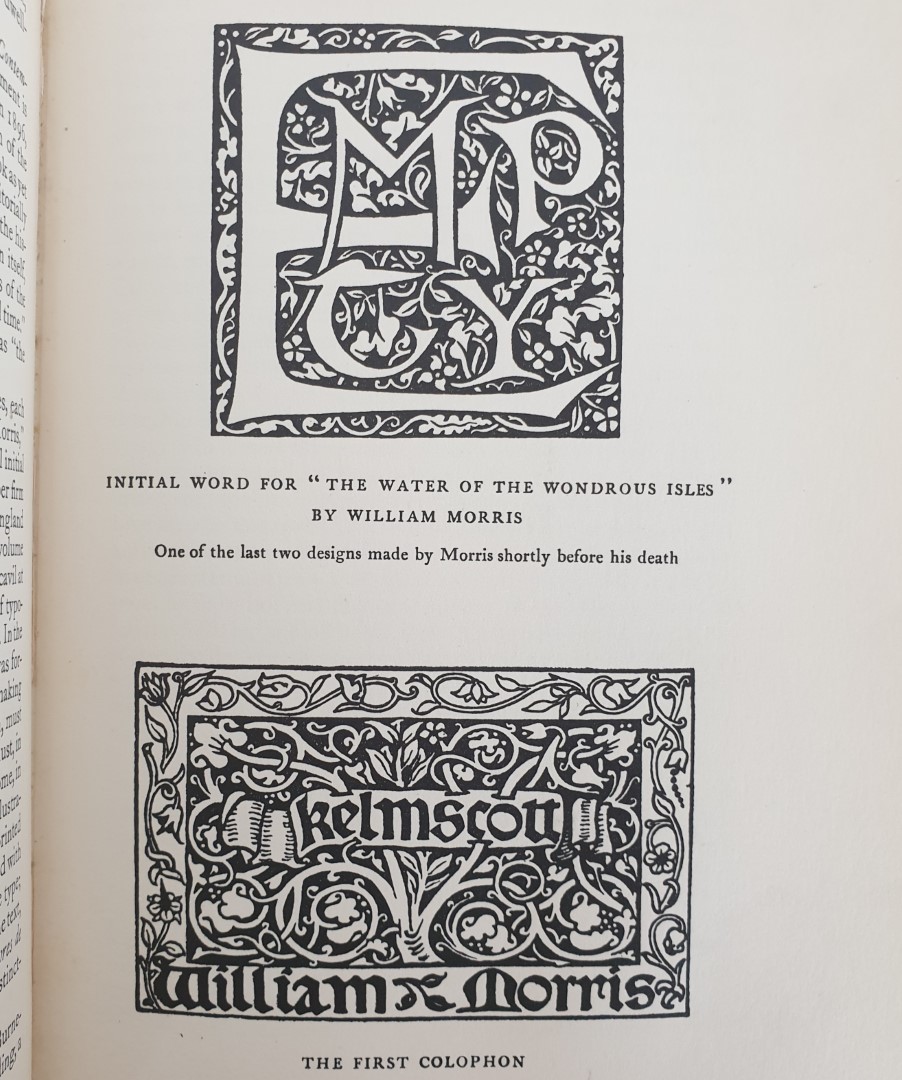 EMPTY
INITIAL WORD FOR “THE WATER OF THE WONDROUS ISLES”
BY WILLIAM MORRIS
One of the last two designs made by Morris shortly before his death
kelmscott
William Morris
THE FIRST COLOPHON